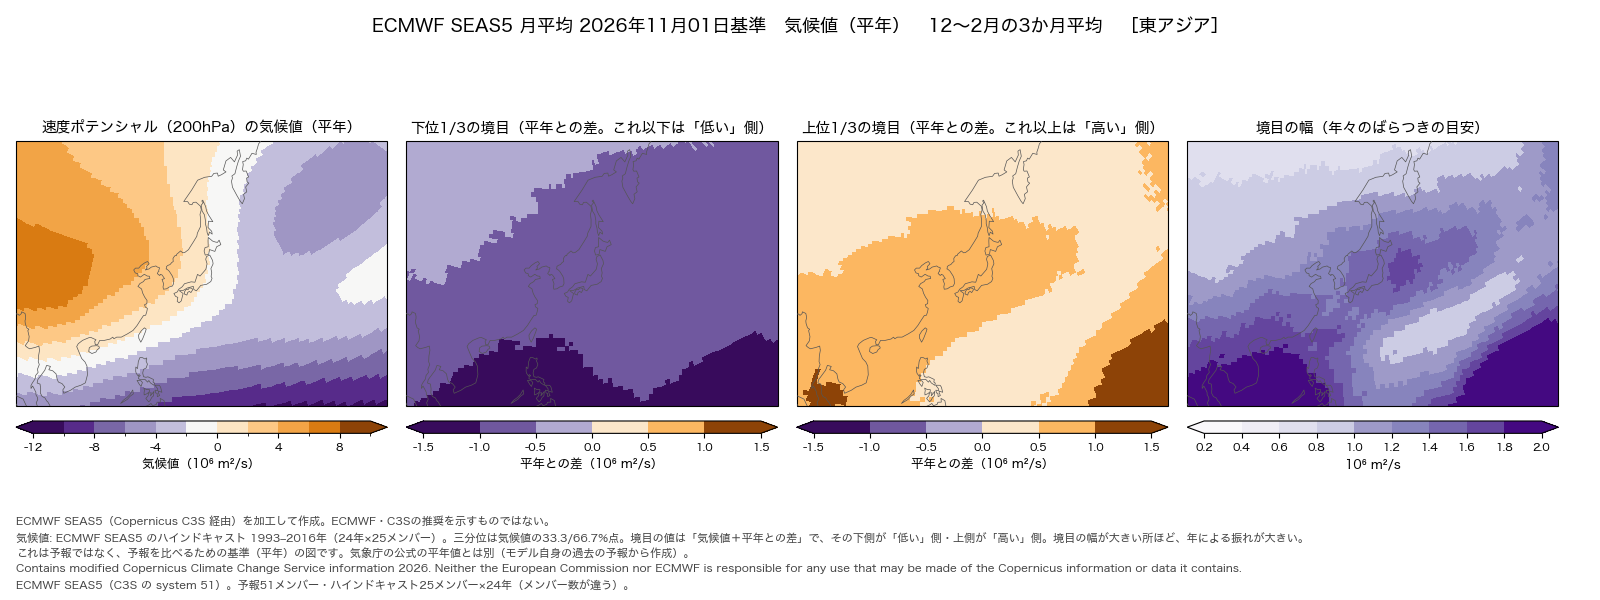 ECMWF SEAS5 月平均 2026年11月01日基準　気候値（平年）　12～2月の3か月平均　［東アジア］
速度ポテンシャル（200hPa）の気候値（平年）
下位1/3の境目（平年との差。これ以下は「低い」側）
上位1/3の境目（平年との差。これ以上は「高い」側）
境目の幅（年々のばらつきの目安）
-12 -8 -4 0 4 8
-1.5 -1.0 -0.5 0.0 0.5 1.0 1.5
-1.5 -1.0 -0.5 0.0 0.5 1.0 1.5
0.2 0.4 0.6 0.8 1.0 1.2 1.4 1.6 1.8 2.0
気候値（10⁶ m²/s）
平年との差（10⁶ m²/s）
平年との差（10⁶ m²/s）
10⁶ m²/s
ECMWF SEAS5（Copernicus C3S 経由）を加工して作成。ECMWF・C3Sの推奨を示すものではない。
気候値: ECMWF SEAS5 のハインドキャスト 1993–2016年（24年×25メンバー）。三分位は気候値の33.3/66.7%点。境目の値は「気候値＋平年との差」で、その下側が「低い」側・上側が「高い」側。境目の幅が大きい所ほど、年による振れが大きい。
これは予報ではなく、予報を比べるための基準（平年）の図です。気象庁の公式の平年値とは別（モデル自身の過去の予報から作成）。
Contains modified Copernicus Climate Change Service information 2026. Neither the European Commission nor ECMWF is responsible for any use that may be made of the Copernicus information or data it contains.
ECMWF SEAS5（C3S の system 51）。予報51メンバー・ハインドキャスト25メンバー×24年（メンバー数が違う）。